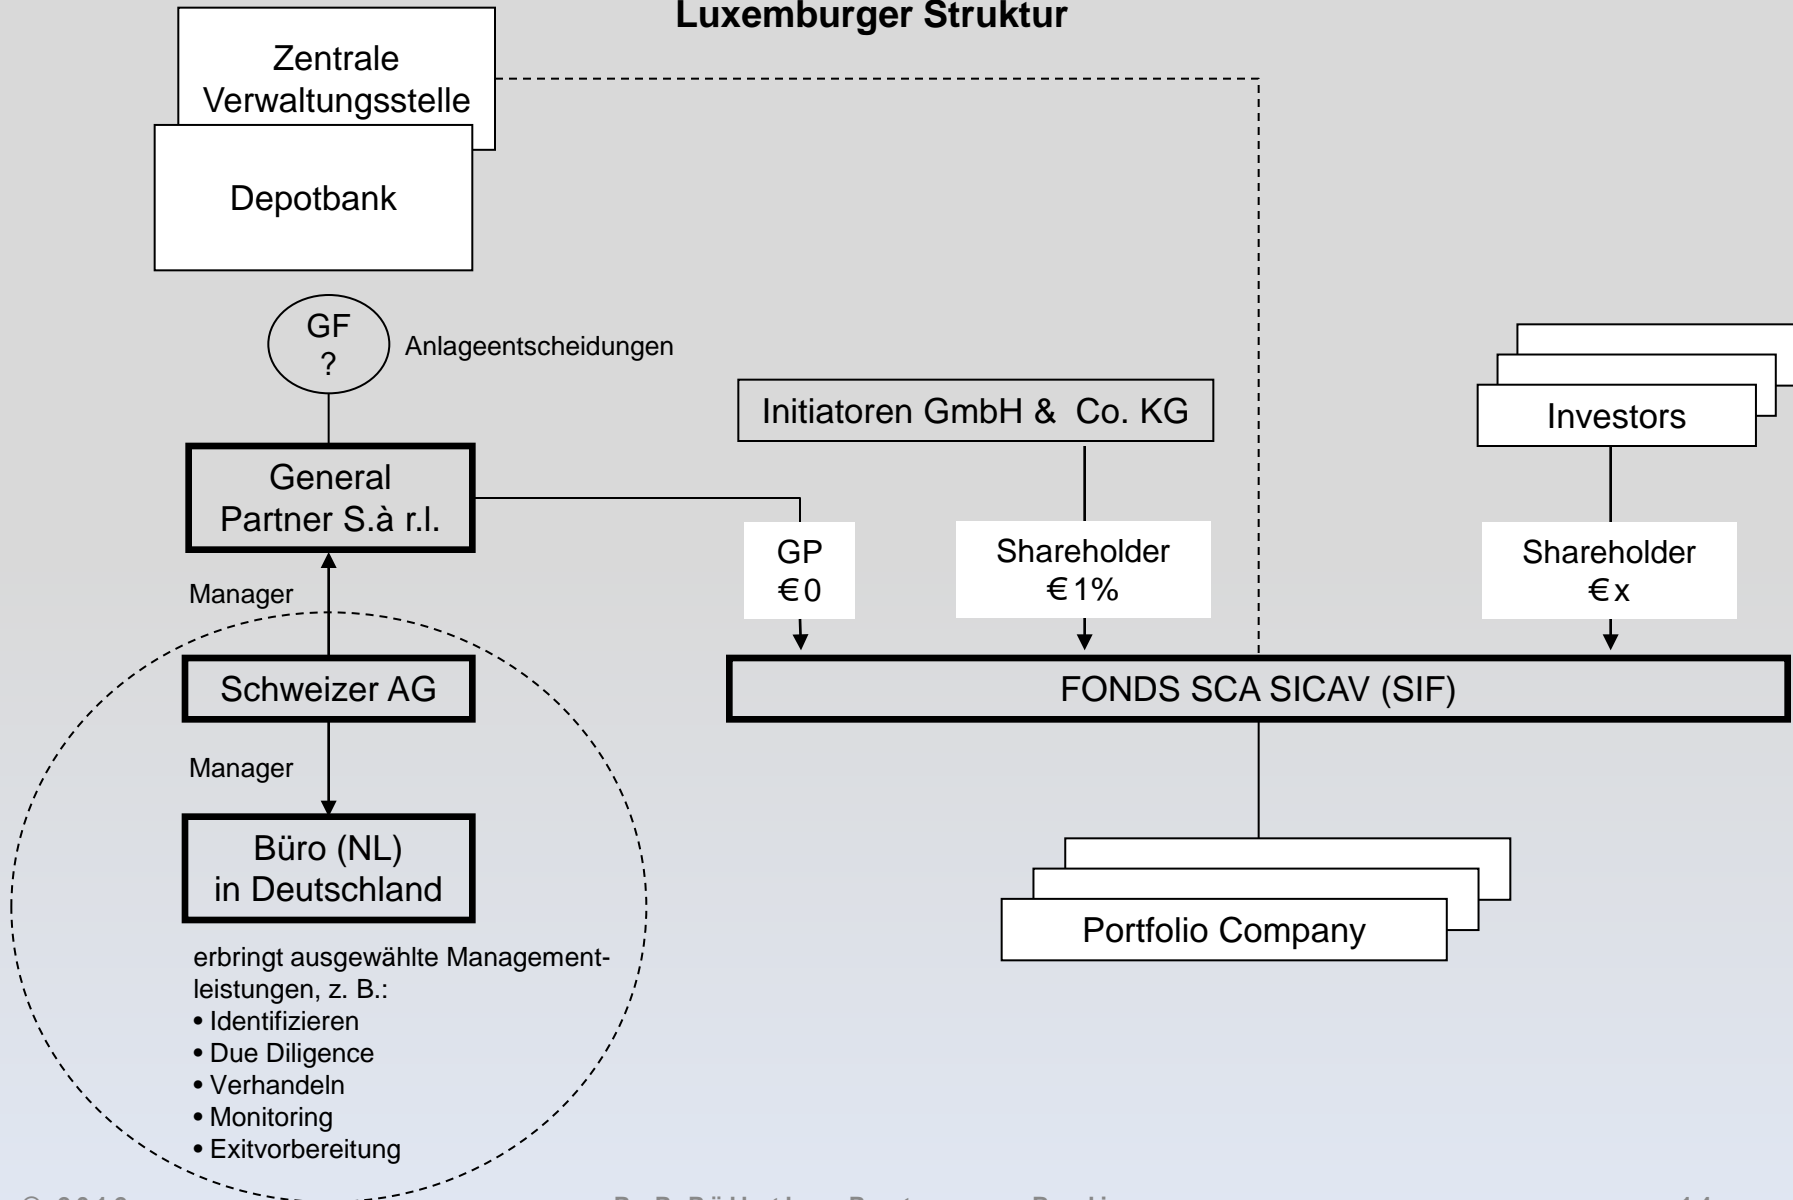 Luxemburger Struktur
Zentrale
Verwaltungsstelle
Depotbank
GF
?
Anlageentscheidungen
Initiatoren GmbH & Co. KG
Investors
General
Partner S.à r.l.
GP
€0
Shareholder
€1%
Shareholder
€x
Manager
Schweizer AG
FONDS SCA SICAV (SIF)
Manager
Büro (NL)
in Deutschland
Portfolio Company
erbringt ausgewählte Management-
leistungen, z. B.:
• Identifizieren
• Due Diligence
• Verhandeln
• Monitoring
• Exitvorbereitung